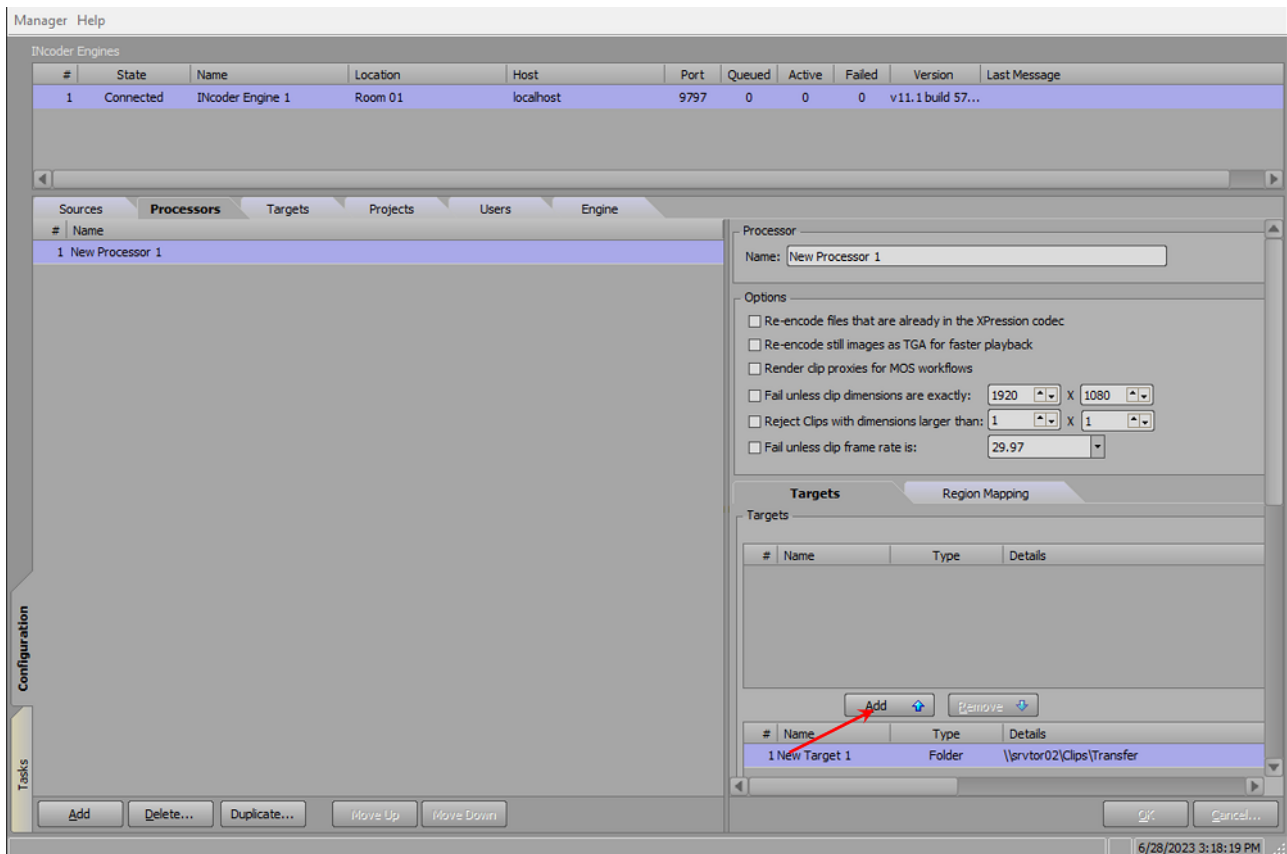 Manager Help
INcoder Engines
# State Name Location Host Port Queued Active Failed Version Last Message
1 Connected INcoder Engine 1 Room 01 localhost 9797 0 0 0 v11.1 build 57...
Sources Processors Targets Projects Users Engine
# Name
1 New Processor 1
Processor
Name: New Processor 1
Options
Re-encode files that are already in the XPression codec
Re-encode still images as TGA for faster playback
Render clip proxies for MOS workflows
Fail unless clip dimensions are exactly: 1920 X 1080
Reject Clips with dimensions larger than: 1 X 1
Fail unless clip frame rate is: 29.97
Targets Region Mapping
Targets
# Name Type Details
Add Remove
# Name Type Details
1 New Target 1 Folder \\srvtor02\Clips\Transfer
Configuration
Tasks
Add Delete... Duplicate... Move Up Move Down OK Cancel...
6/28/2023 3:18:19 PM